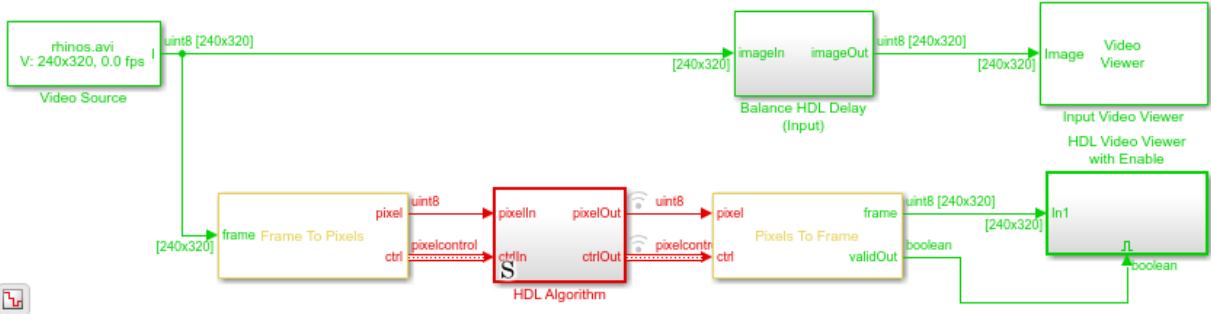 rhinos.avi
V: 240x320, 0.0 fps
I
Video Source
uint8 [240x320]
[240x320]
imageIn
imageOut
Balance HDL Delay
(Input)
uint8 [240x320]
[240x320]
Image
Video
Viewer
Input Video Viewer
HDL Video Viewer
with Enable
[240x320]
frame
Frame To Pixels
pixel
ctrl
uint8
pixelcontrol
pixelIn
ctrlIn
S
pixelOut
ctrlOut
HDL Algorithm
uint8
pixelcontr
pixel
ctrl
Pixels To Frame
frame
validOut
uint8 [240x320]
[240x320]
boolean
In1
boolean